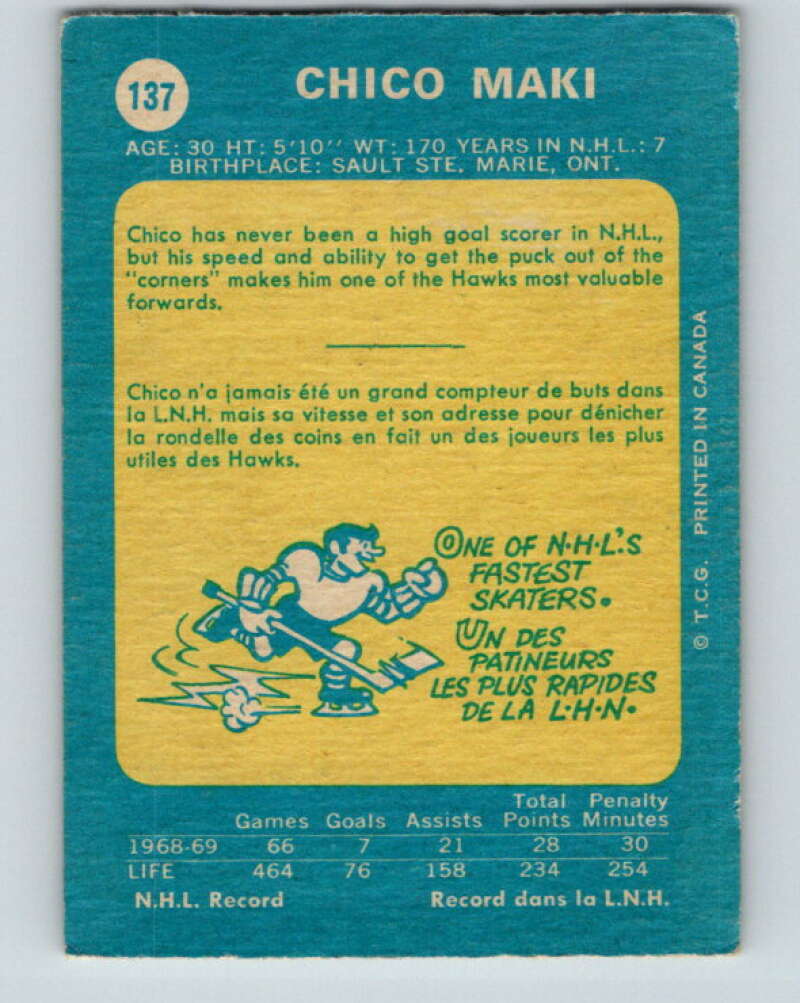 137
CHICO MAKI
AGE: 30 HT: 5'10'' WT: 170 YEARS IN N.H.L.: 7
BIRTHPLACE: SAULT STE. MARIE, ONT.
Chico has never been a high goal scorer in N.H.L.,
but his speed and ability to get the puck out of the
"corners" makes him one of the Hawks most valuable
forwards.
Chico n'a jamais été un grand compteur de buts dans
la L.N.H. mais sa vitesse et son adresse pour dénicher
la rondelle des coins en fait un des joueurs les plus
utiles des Hawks.
ONE OF N·H·L'S
FASTEST
SKATERS.
UN DES
PATINEURS
LES PLUS RAPIDES
DE LA L·H·N·
© T.C.G. PRINTED IN CANADA
Games Goals Assists Total Points Penalty Minutes
1968-69 66 7 21 28 30
LIFE 464 76 158 234 254
N.H.L. Record Record dans la L.N.H.